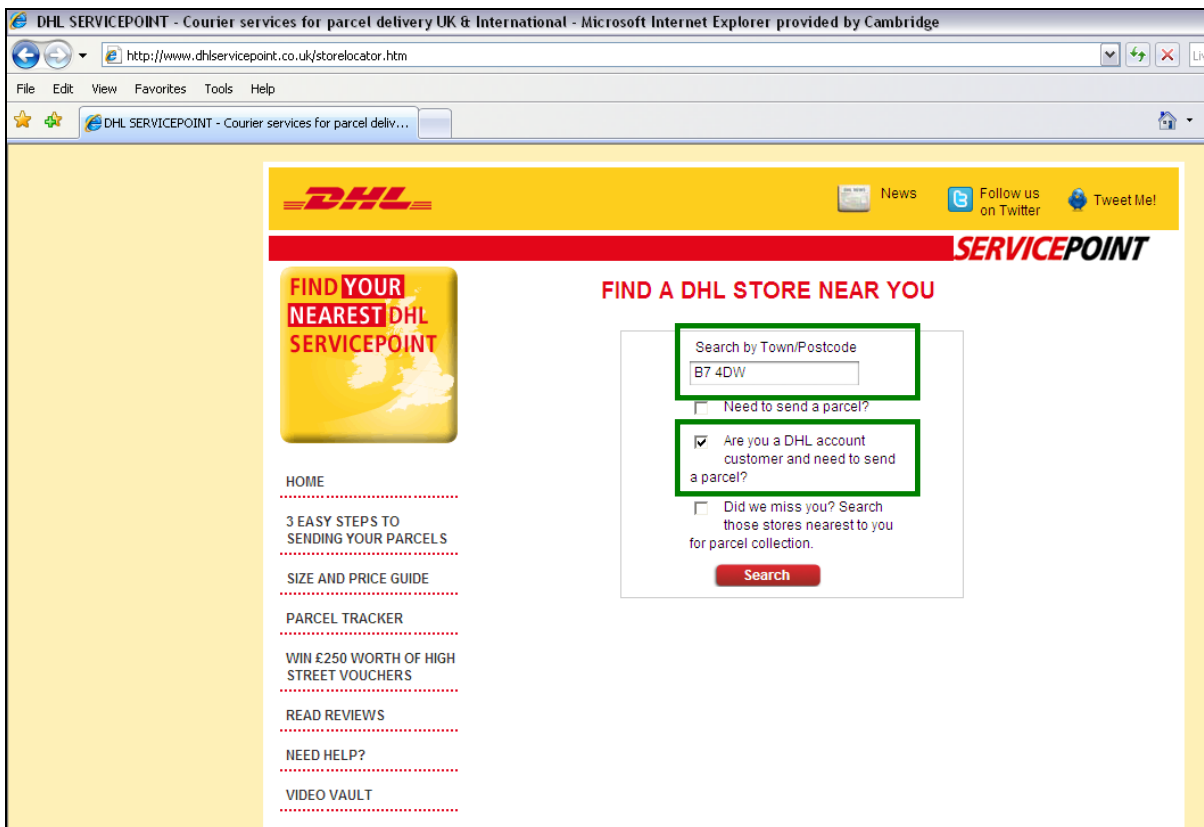 DHL SERVICEPOINT - Courier services for parcel delivery UK & International - Microsoft Internet Explorer provided by Cambridge
http://www.dhlservicepoint.co.uk/storelocator.htm
File Edit View Favorites Tools Help
DHL SERVICEPOINT - Courier services for parcel deliv...
DHL
News
Follow us
on Twitter
Tweet Me!
SERVICEPOINT
FIND YOUR
NEAREST DHL
SERVICEPOINT
FIND A DHL STORE NEAR YOU
Search by Town/Postcode
B7 4DW
Need to send a parcel?
Are you a DHL account
customer and need to send
a parcel?
Did we miss you? Search
those stores nearest to you
for parcel collection.
Search
HOME
3 EASY STEPS TO
SENDING YOUR PARCELS
SIZE AND PRICE GUIDE
PARCEL TRACKER
WIN £250 WORTH OF HIGH
STREET VOUCHERS
READ REVIEWS
NEED HELP?
VIDEO VAULT